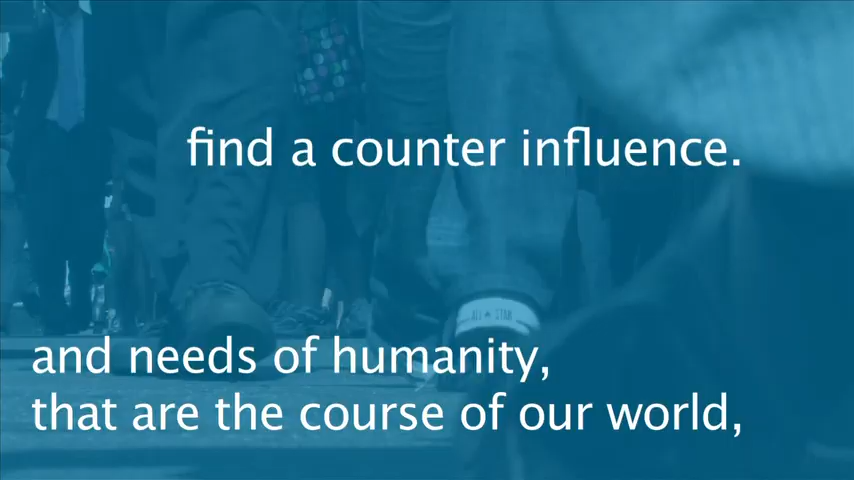 find a counter influence.
ALL ★ STAR
and needs of humanity,
that are the course of our world,